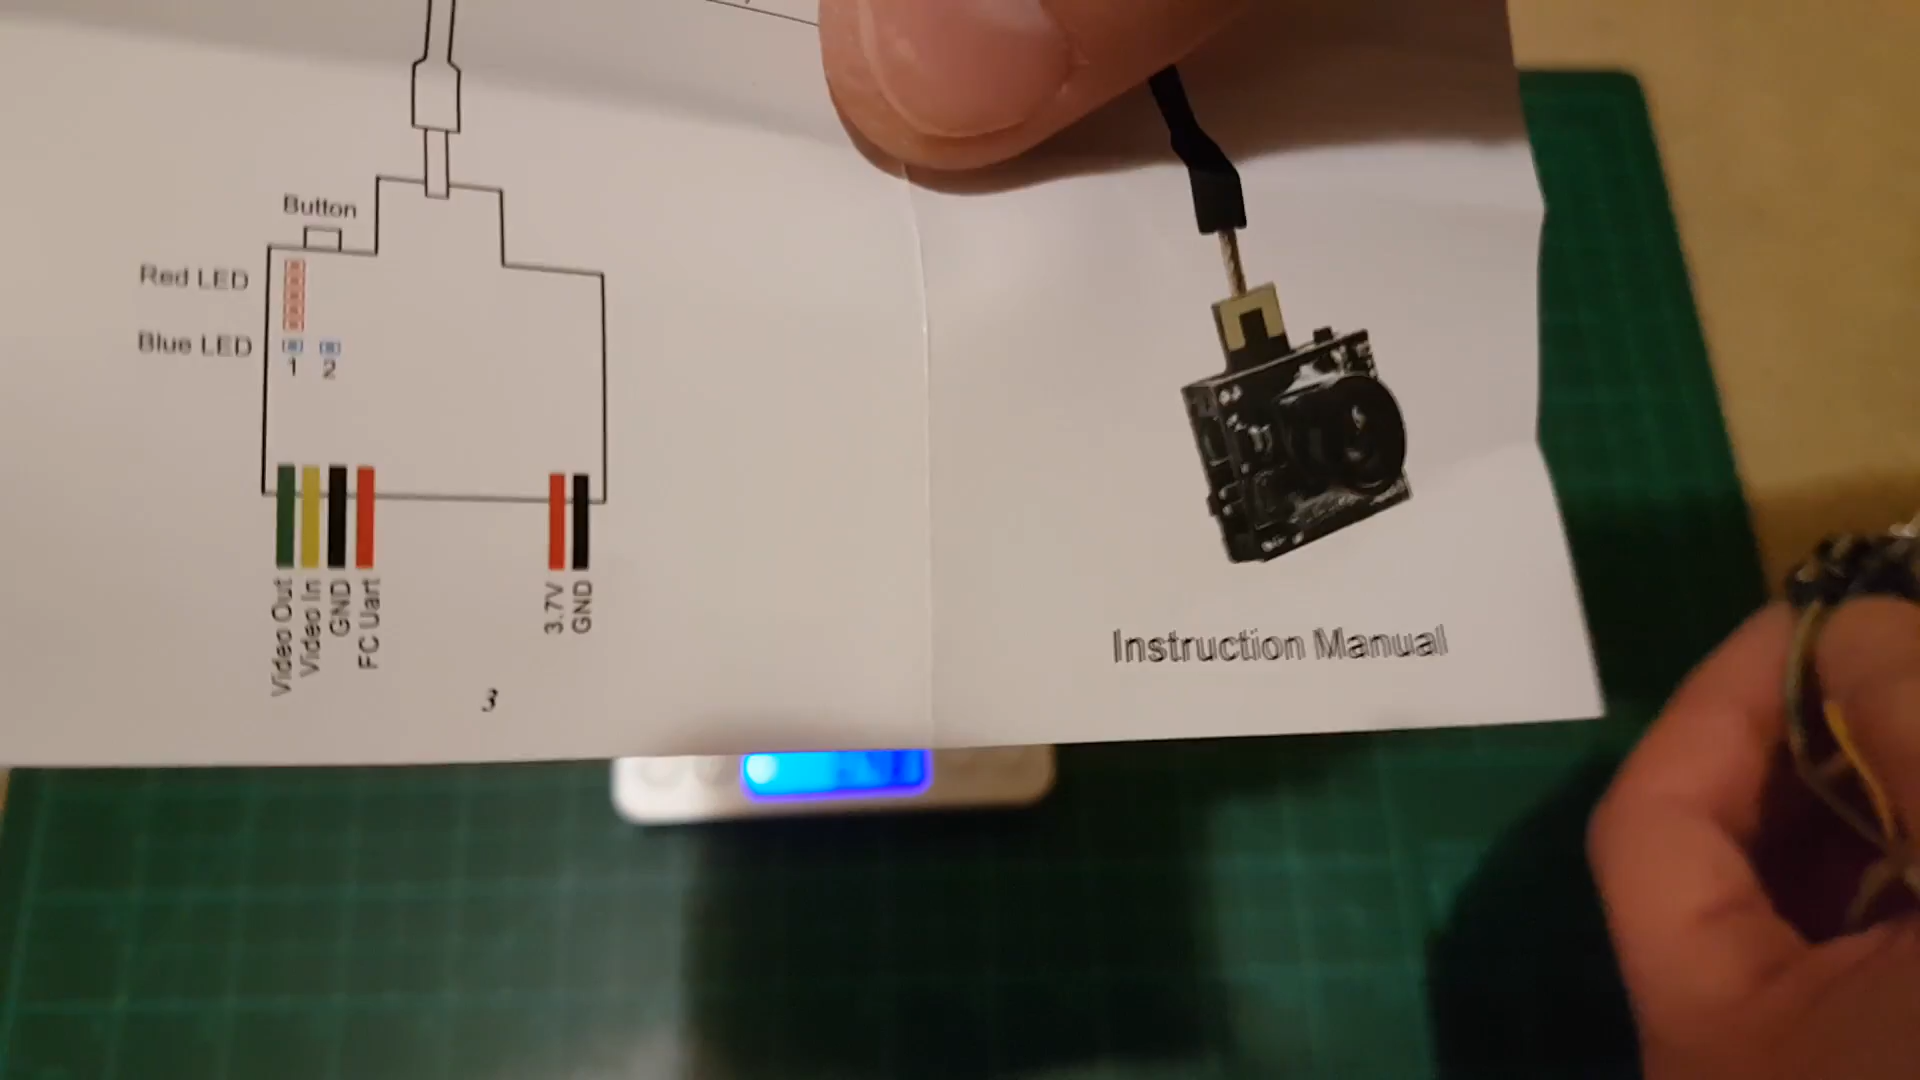 Button
Red LED
Blue LED
1 2
Video Out
Video In
GND
FC Uart
3.7V
GND
3
Instruction Manual